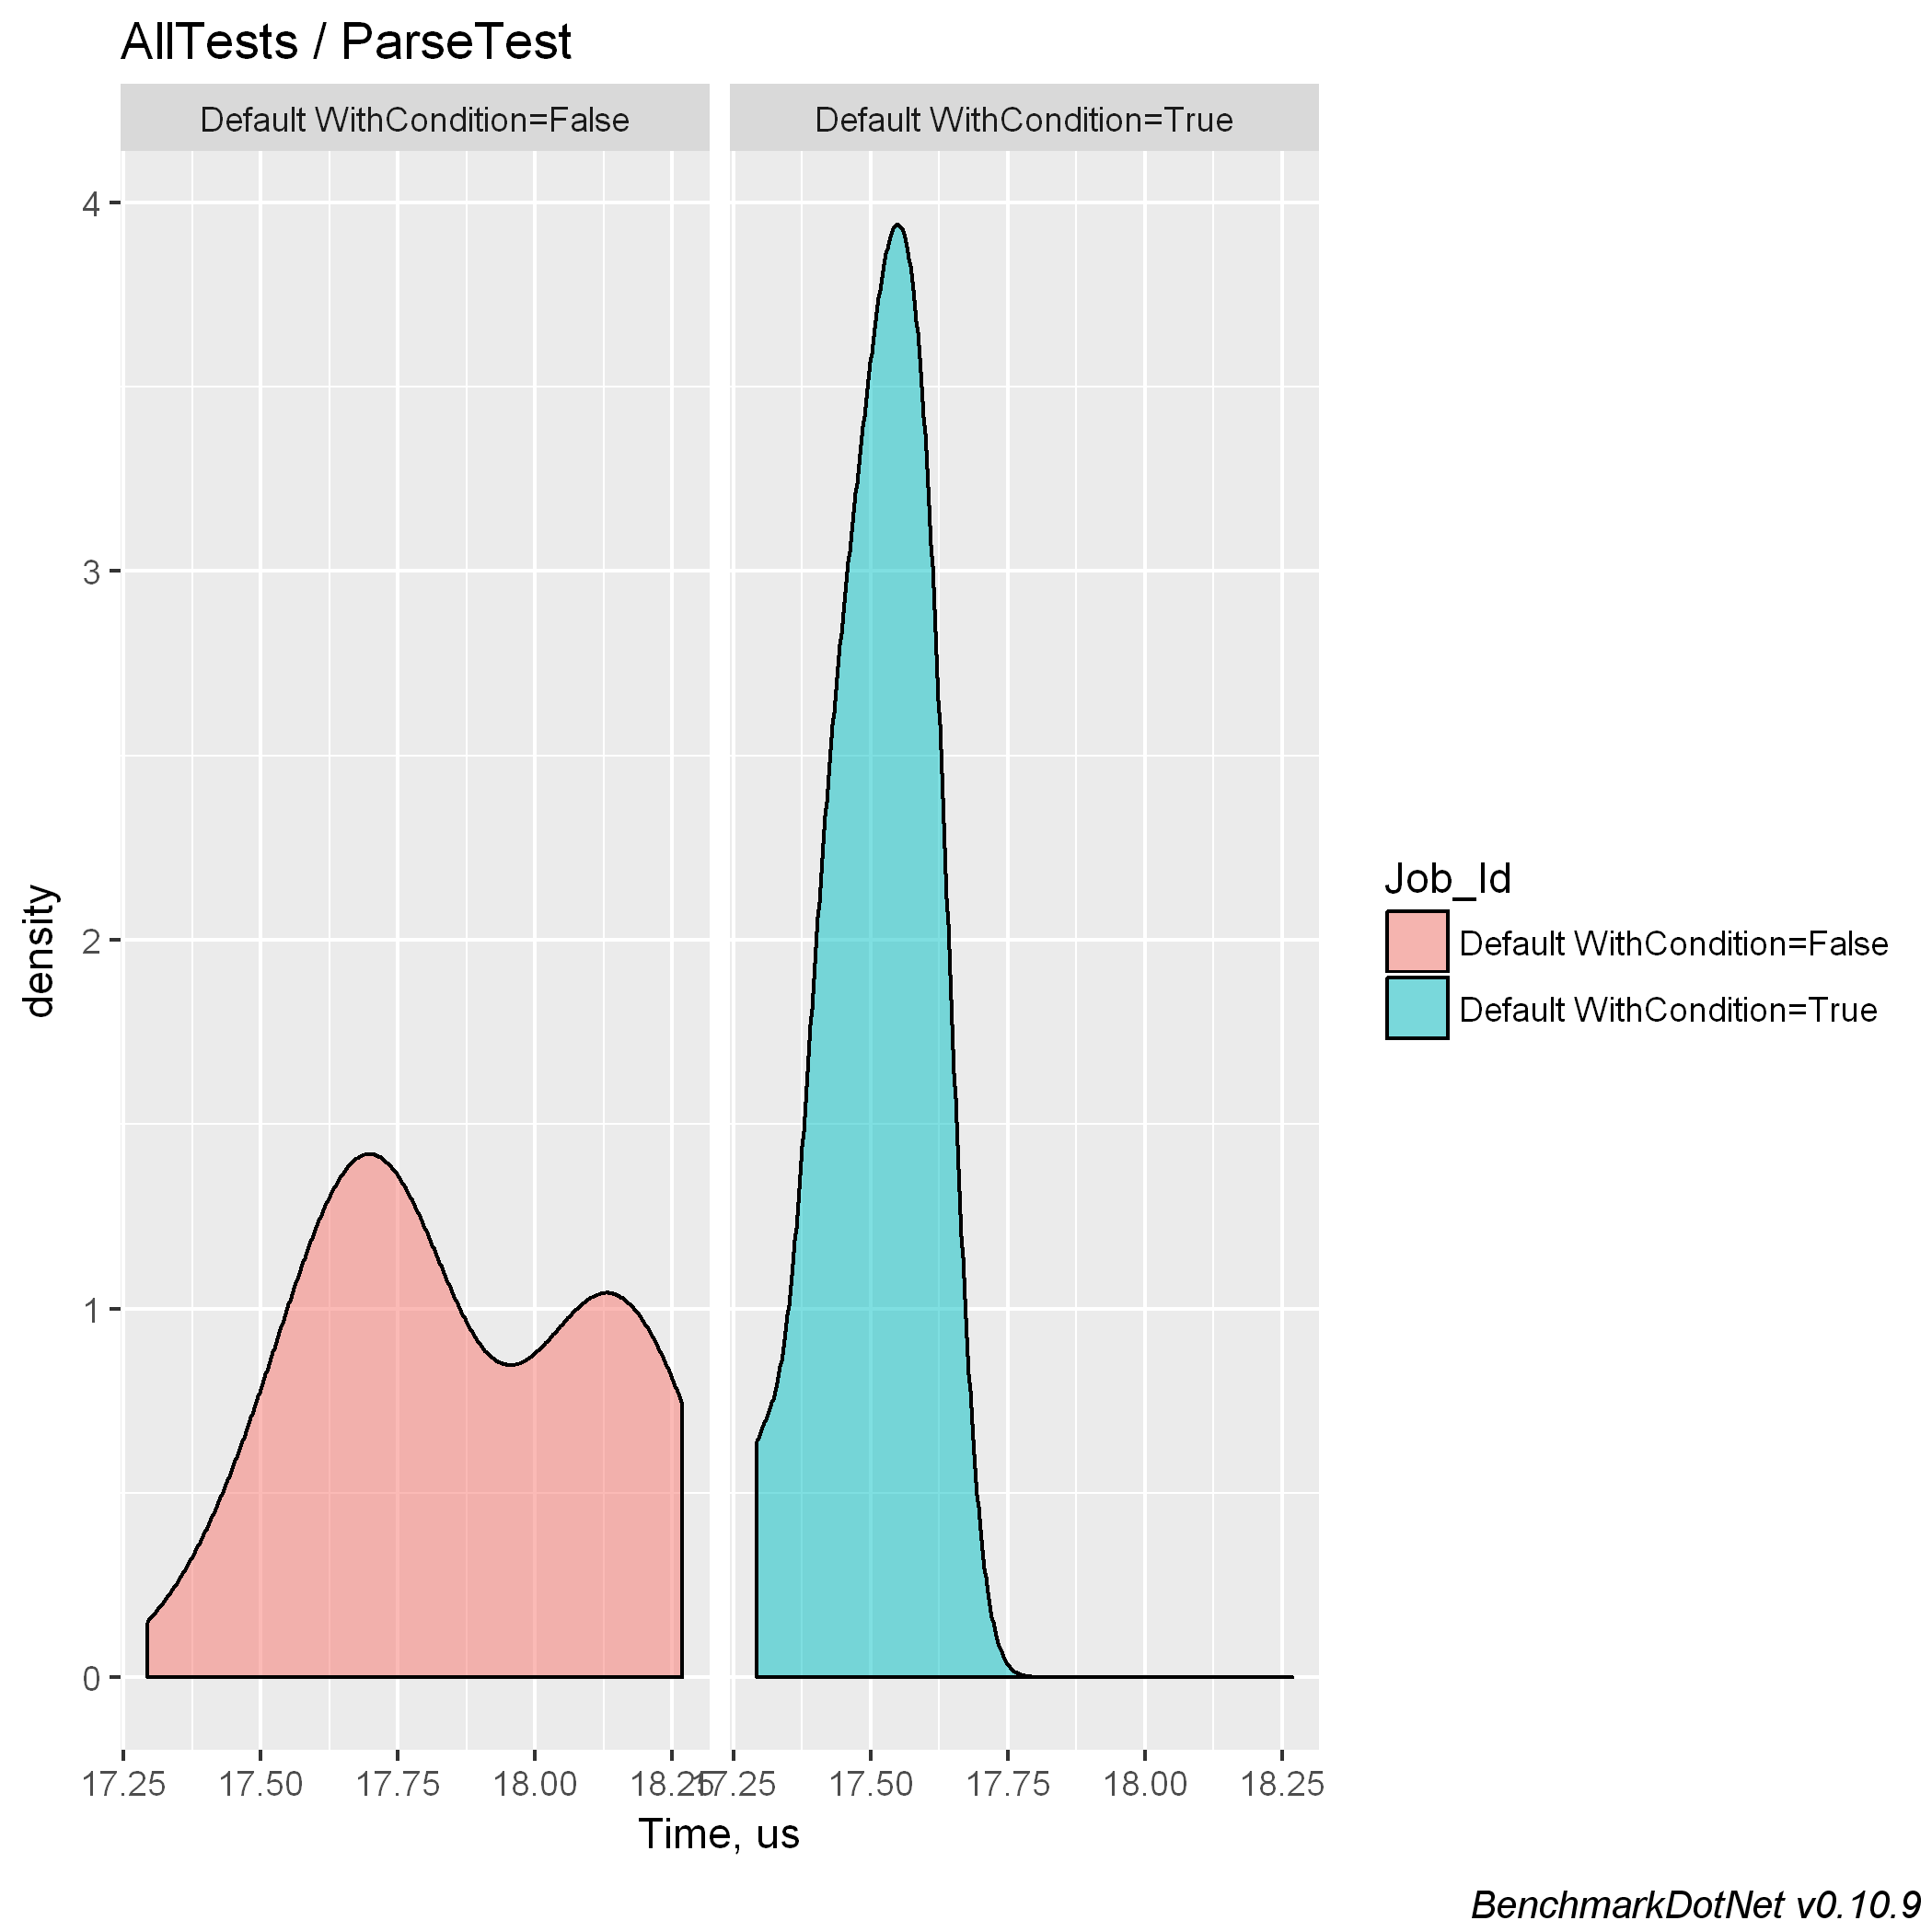 AllTests / ParseTest
Default WithCondition=False
Default WithCondition=True
4
3
2
1
0
density
17.25 17.50 17.75 18.00 18.25
17.25 17.50 17.75 18.00 18.25
Time, us
Job_Id
Default WithCondition=False
Default WithCondition=True
BenchmarkDotNet v0.10.9